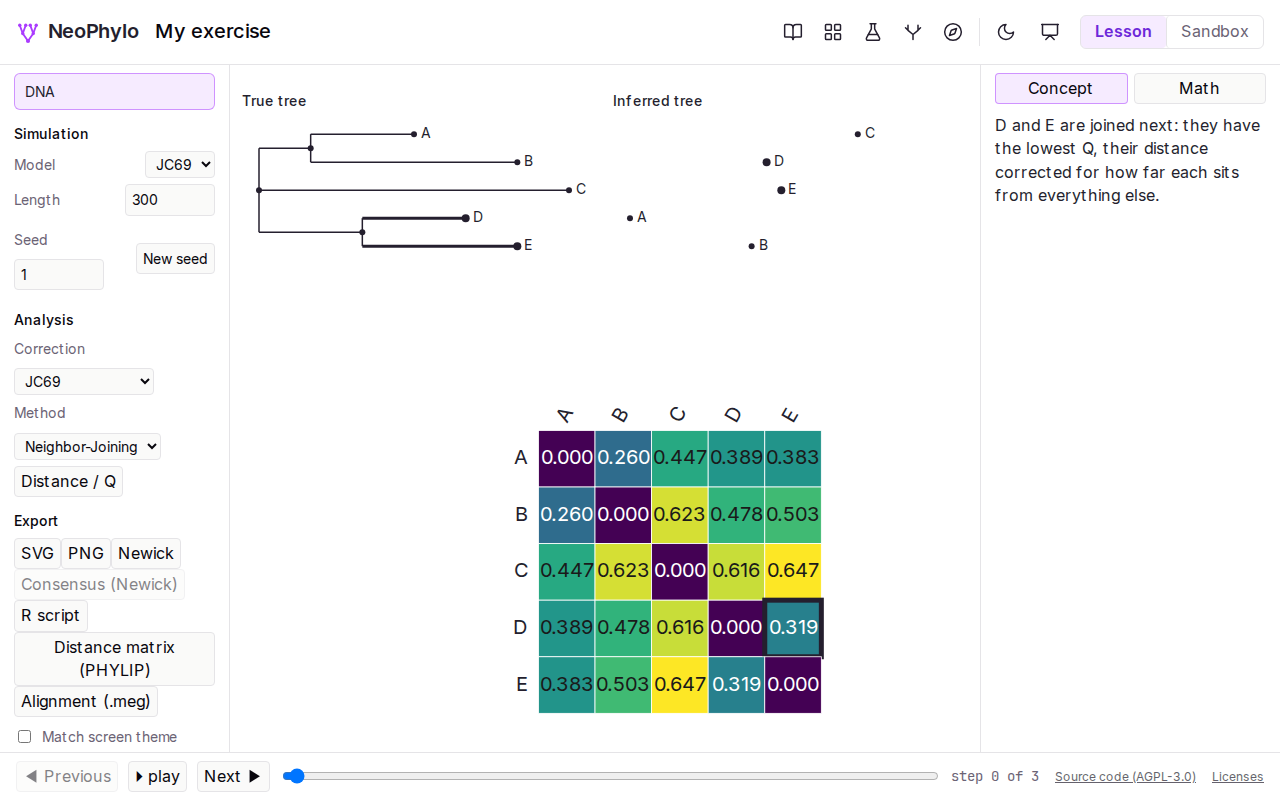 NeoPhylo My exercise
Lesson Sandbox
DNA
Simulation
Model JC69
Length 300
Seed
1 New seed
Analysis
Correction
JC69
Method
Neighbor-Joining
Distance / Q
Export
SVG PNG Newick
Consensus (Newick)
R script
Distance matrix
(PHYLIP)
Alignment (.meg)
Match screen theme
True tree
A
B
C
D
E
Inferred tree
C
D
E
A
B
A B C D E
A 0.000 0.260 0.447 0.389 0.383
B 0.260 0.000 0.623 0.478 0.503
C 0.447 0.623 0.000 0.616 0.647
D 0.389 0.478 0.616 0.000 0.319
E 0.383 0.503 0.647 0.319 0.000
Concept Math
D and E are joined next: they have
the lowest Q, their distance
corrected for how far each sits
from everything else.
Previous play Next step 0 of 3 Source code (AGPL-3.0) Licenses